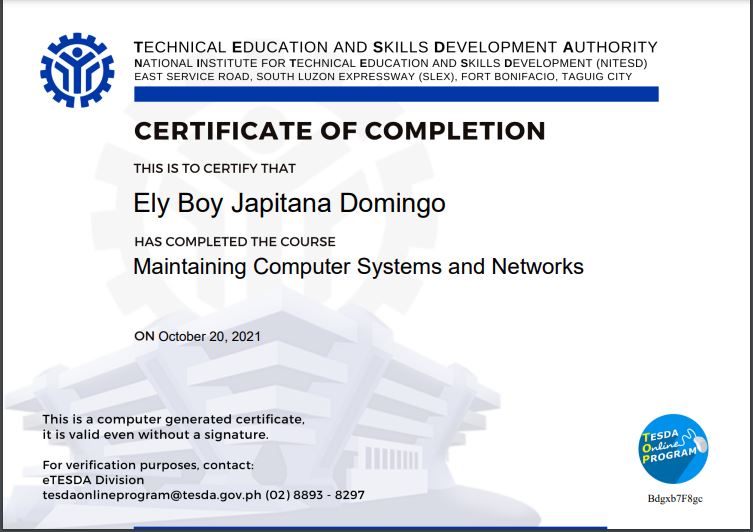 TECHNICAL EDUCATION AND SKILLS DEVELOPMENT AUTHORITY
NATIONAL INSTITUTE FOR TECHNICAL EDUCATION AND SKILLS DEVELOPMENT (NITESD)
EAST SERVICE ROAD, SOUTH LUZON EXPRESSWAY (SLEX), FORT BONIFACIO, TAGUIG CITY
CERTIFICATE OF COMPLETION
THIS IS TO CERTIFY THAT
Ely Boy Japitana Domingo
HAS COMPLETED THE COURSE
Maintaining Computer Systems and Networks
ON October 20, 2021
This is a computer generated certificate,
it is valid even without a signature.
For verification purposes, contact:
eTESDA Division
tesdaonlineprogram@tesda.gov.ph (02) 8893 - 8297
TESDA
Online
PROGRAM
Bdgxb7F8gc